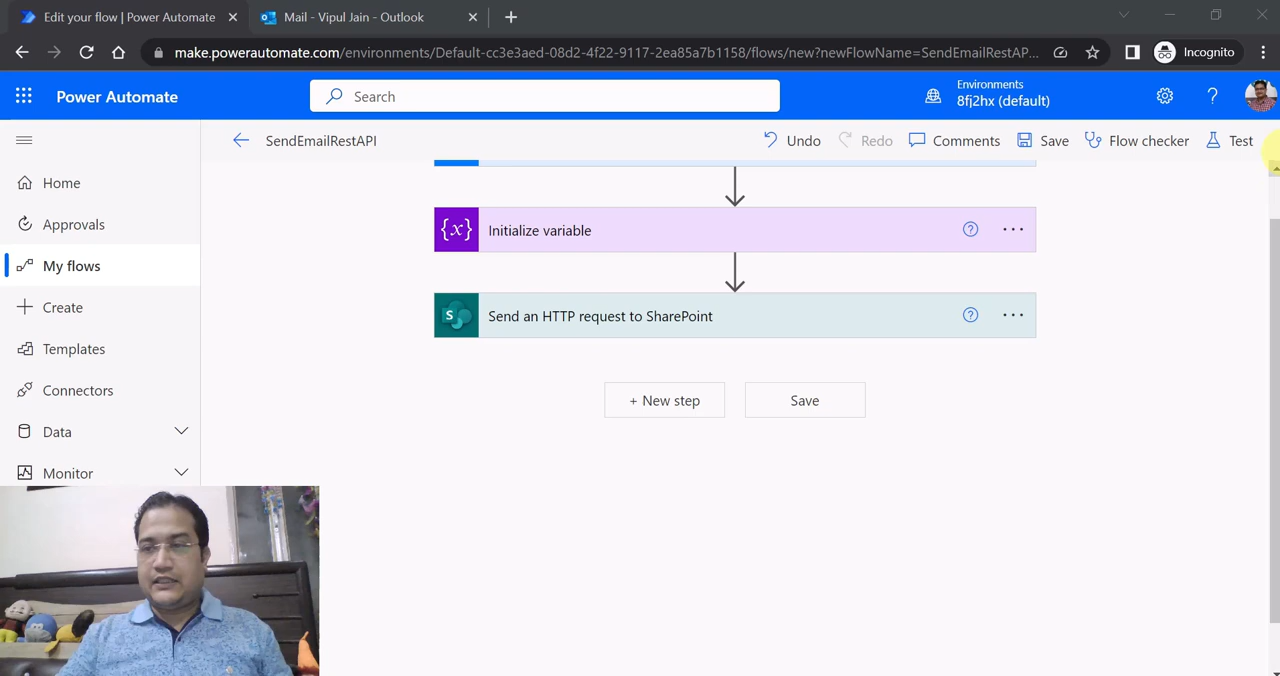 Edit your flow | Power Automate
Mail - Vipul Jain - Outlook
make.powerautomate.com/environments/Default-cc3e3aed-08d2-4f22-9117-2ea85a7b1158/flows/new?newFlowName=SendEmailRestAP...
Incognito
Power Automate
Search
Environments
8fj2hx (default)
SendEmailRestAPI
Undo
Redo
Comments
Save
Flow checker
Test
Home
Approvals
My flows
Create
Templates
Connectors
Data
Monitor
{x} Initialize variable
S Send an HTTP request to SharePoint
+ New step
Save